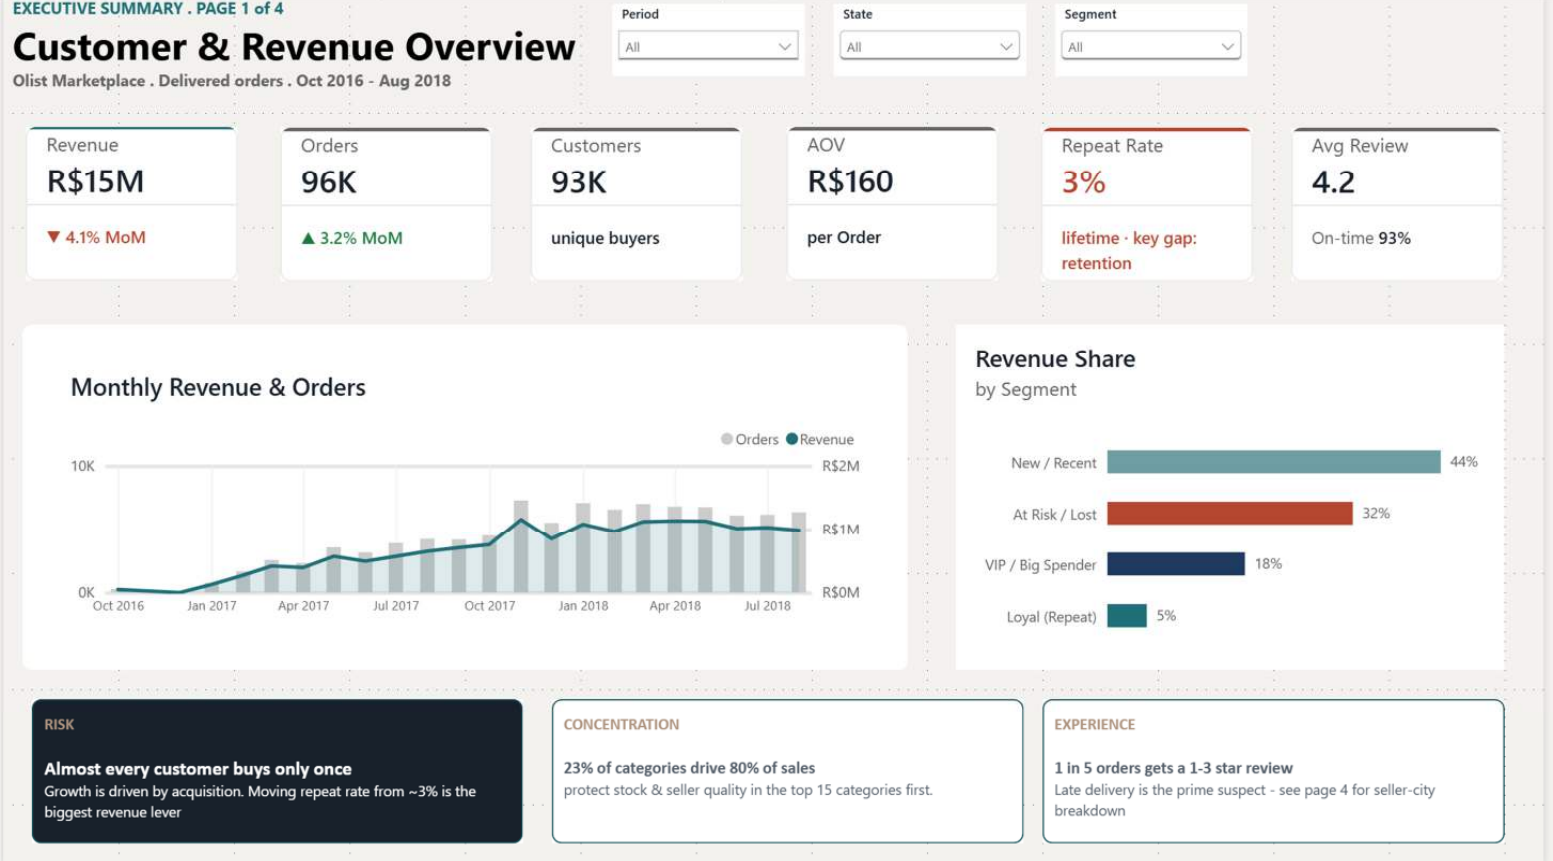 EXECUTIVE SUMMARY . PAGE 1 of 4
Customer & Revenue Overview
Olist Marketplace . Delivered orders . Oct 2016 - Aug 2018
Period
All
State
All
Segment
All
Revenue
R$15M
▼ 4.1% MoM
Orders
96K
▲ 3.2% MoM
Customers
93K
unique buyers
AOV
R$160
per Order
Repeat Rate
3%
lifetime · key gap:
retention
Avg Review
4.2
On-time 93%
Monthly Revenue & Orders
Orders Revenue
10K
0K
R$2M
R$1M
R$0M
Oct 2016 Jan 2017 Apr 2017 Jul 2017 Oct 2017 Jan 2018 Apr 2018 Jul 2018
Revenue Share
by Segment
New / Recent 44%
At Risk / Lost 32%
VIP / Big Spender 18%
Loyal (Repeat) 5%
RISK
Almost every customer buys only once
Growth is driven by acquisition. Moving repeat rate from ~3% is the
biggest revenue lever
CONCENTRATION
23% of categories drive 80% of sales
protect stock & seller quality in the top 15 categories first.
EXPERIENCE
1 in 5 orders gets a 1-3 star review
Late delivery is the prime suspect - see page 4 for seller-city
breakdown